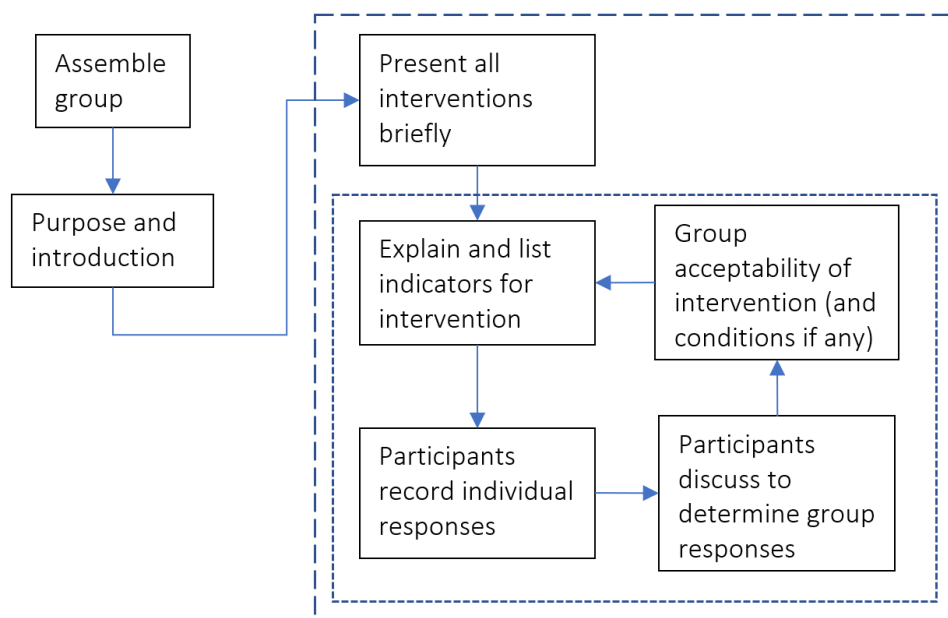 Assemble
group
Purpose and
introduction
Present all
interventions
briefly
Explain and list
indicators for
intervention
Participants
record individual
responses
Participants
discuss to
determine group
responses
Group
acceptability of
intervention (and
conditions if any)